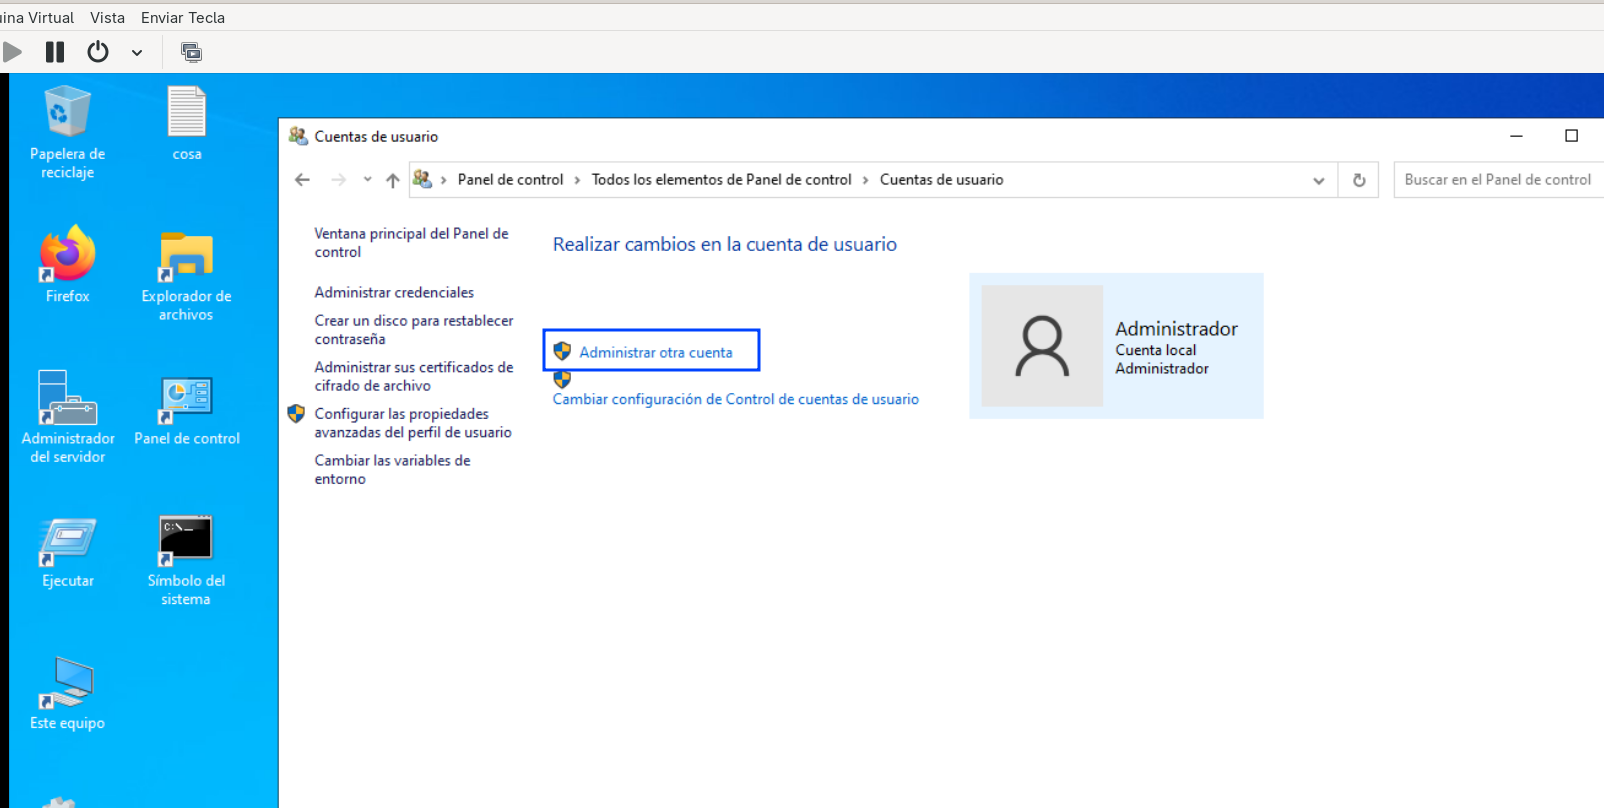 Vista
Enviar Tecla
Papelera de
reciclaje
cosa
Firefox
Explorador de
archivos
Administrador
del servidor
Panel de control
Ejecutar
C:\._
Símbolo del
sistema
Este equipo
Cuentas de usuario
Panel de control
Todos los elementos de Panel de control
Cuentas de usuario
Buscar en el Panel de control
Ventana principal del Panel de
control
Administrar credenciales
Crear un disco para restablecer
contraseña
Administrar sus certificados de
cifrado de archivo
Configurar las propiedades
avanzadas del perfil de usuario
Cambiar las variables de
entorno
Realizar cambios en la cuenta de usuario
Administrar otra cuenta
Cambiar configuración de Control de cuentas de usuario
Administrador
Cuenta local
Administrador